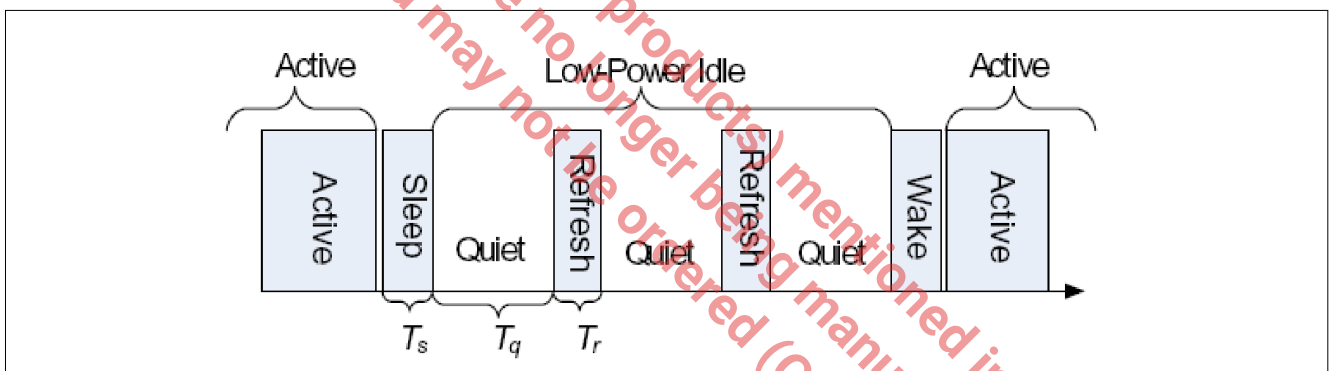 Active
Low-Power Idle
Active
Active
Sleep
Quiet
Refresh
Quiet
Refresh
Quiet
Wake
Active
Ts
Tq
Tr
may not be ordered (
no longer being manu
products) mentioned i